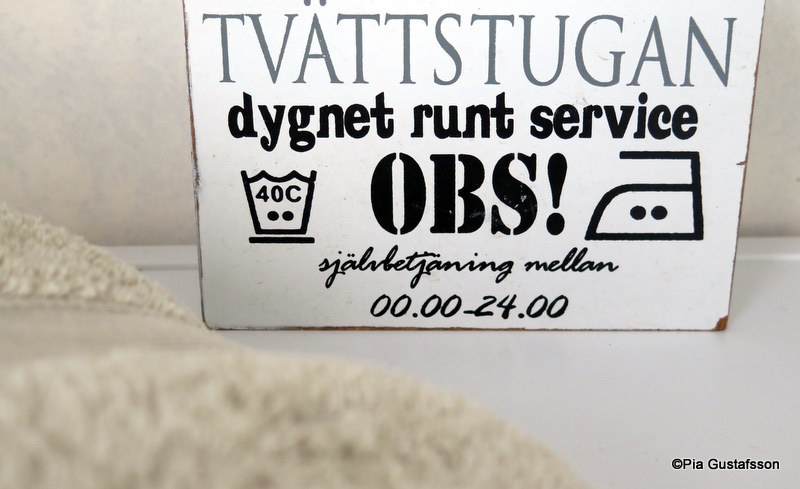 TVÄTTSTUGAN
dygnet runt service
40C OBS!
självbetjäning mellan
00.00-24.00
©Pia Gustafsson